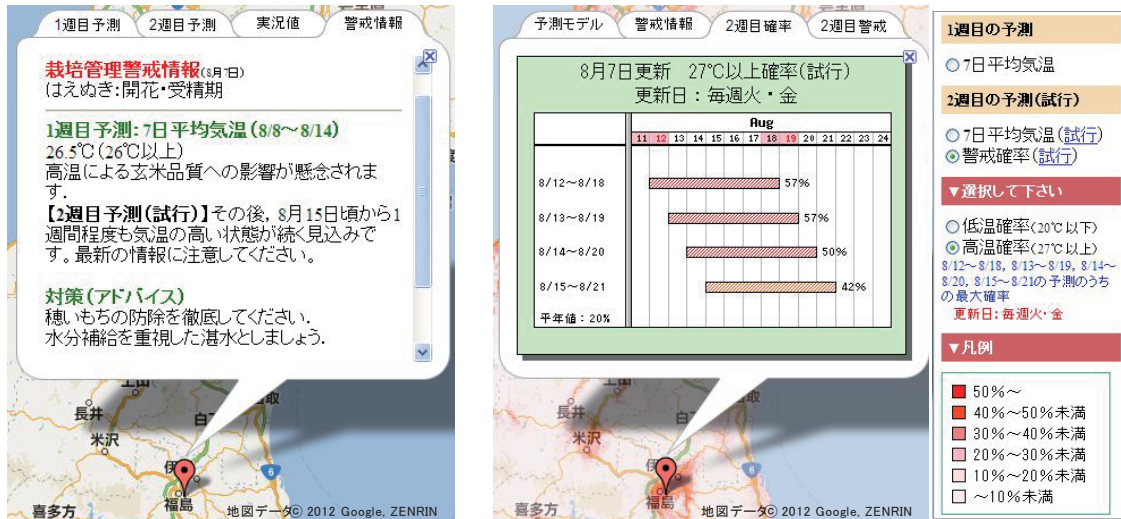 1週目予測 2週目予測 実況値 警戒情報
栽培管理警戒情報(8月7日)
はえぬき:開花・受精期
1週目予測:7日平均気温(8/8～8/14)
26.5℃(26℃以上)
高温による玄米品質への影響が懸念されま
す.
【2週目予測(試行)】その後, 8月15日頃から1
週間程度も気温の高い状態が続く見込みで
す。最新の情報に注意してください。
対策(アドバイス)
穂いもちの防除を徹底してください.
水分補給を重視した湛水としましょう.
長井
米沢
福島
喜多方
6
地図データ© 2012 Google, ZENRIN
予測モデル 警戒情報 2週目確率 2週目警戒
8月7日更新 27℃以上確率(試行)
更新日：毎週火・金
Aug
11 12 13 14 15 16 17 18 19 20 21 22 23 24
8/12～8/18 57%
8/13～8/19 57%
8/14～8/20 50%
8/15～8/21 42%
平年値：20%
長井
米沢
福島
喜多方
6
地図データ© 2012 Google, ZENRIN
1週目の予測
7日平均気温
2週目の予測(試行)
7日平均気温(試行)
警戒確率(試行)
▼選択して下さい
低温確率(20℃以下)
高温確率(27℃以上)
8/12～8/18, 8/13～8/19, 8/14～
8/20, 8/15～8/21の予測のうち
の最大確率
更新日:毎週火・金
▼凡例
50%～
40%～50%未満
30%～40%未満
20%～30%未満
10%～20%未満
～10%未満